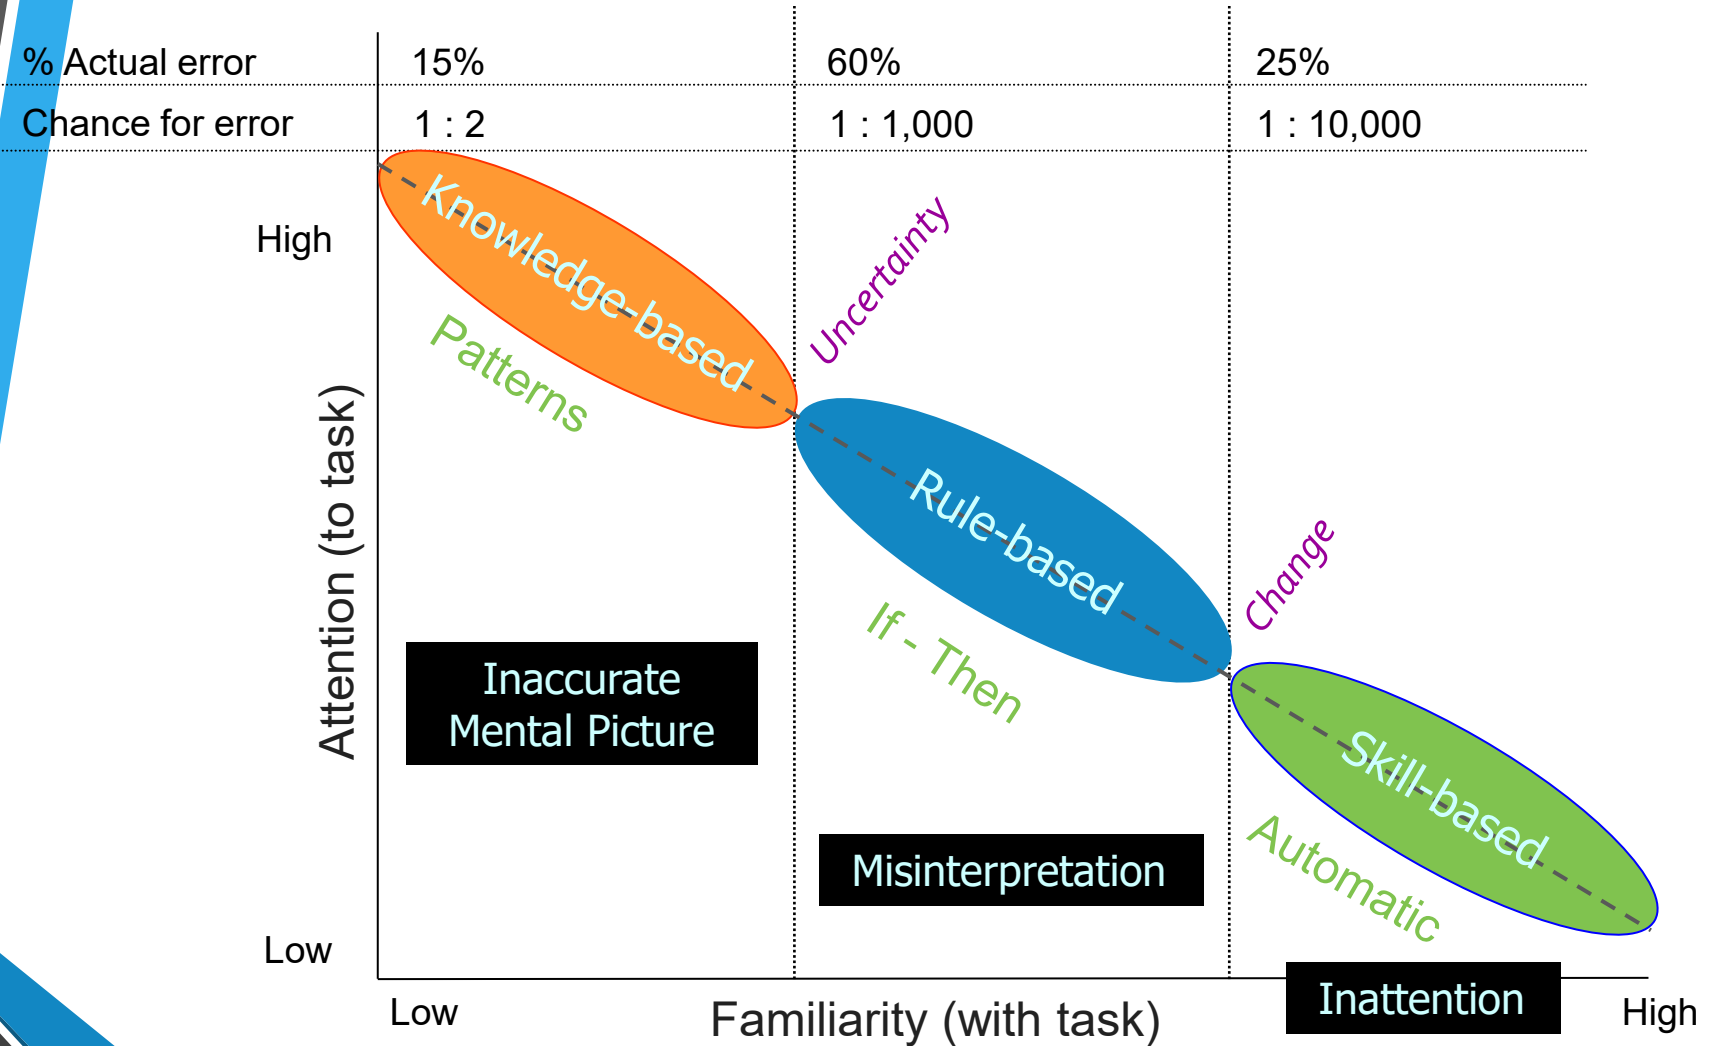 % Actual error 15% 60% 25%
Chance for error 1 : 2 1 : 1,000 1 : 10,000
High
Knowledge-based
Patterns
Uncertainty
Attention (to task)
Rule-based
If - Then
Change
Inaccurate
Mental Picture
Skill-based
Automatic
Misinterpretation
Low
Inattention
Low
Familiarity (with task)
High